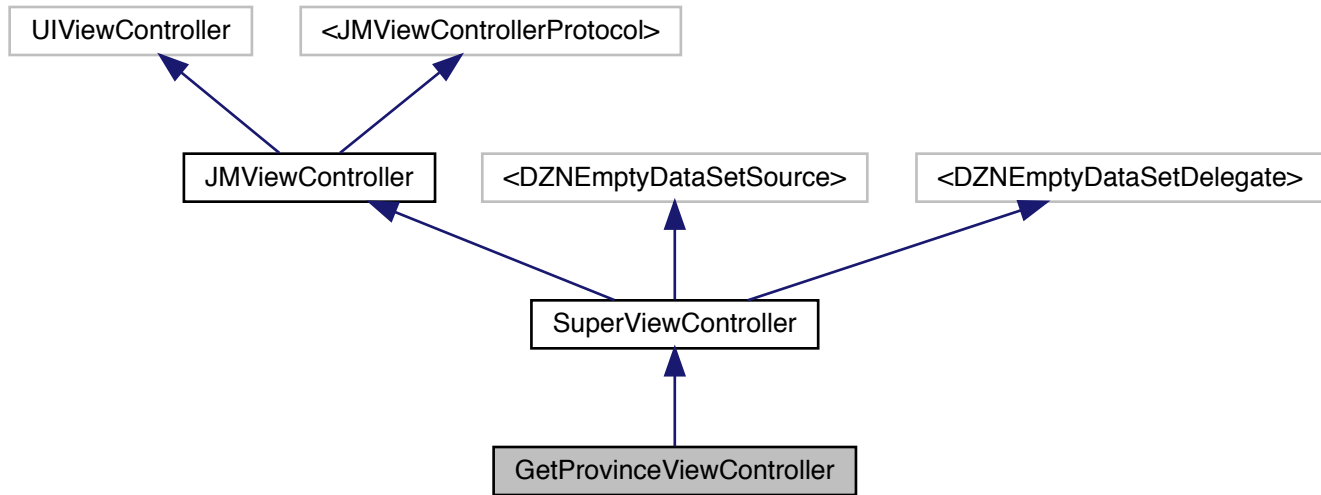 UIViewController
<JMViewControllerProtocol>
JMViewController
<DZNEmptyDataSetSource>
<DZNEmptyDataSetDelegate>
SuperViewController
GetProvinceViewController